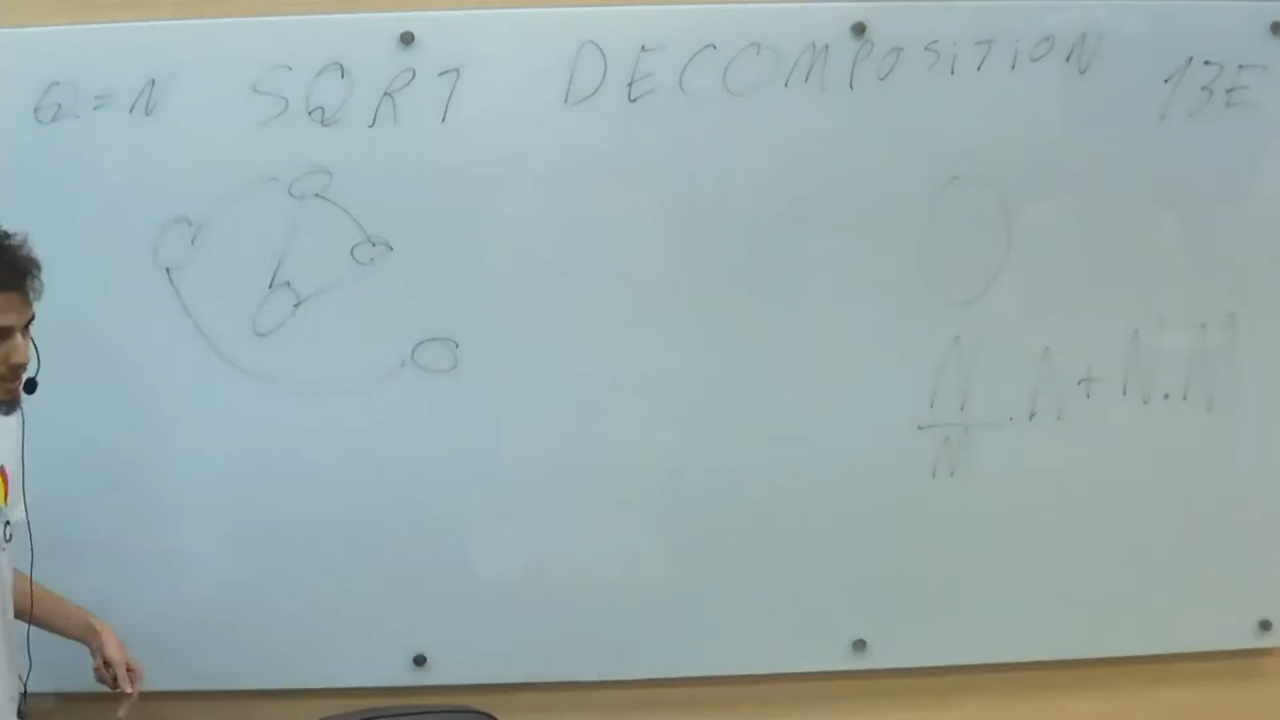 Q = N SQRT DECOMPOSITION 13E
N
—
N
. N + N . N